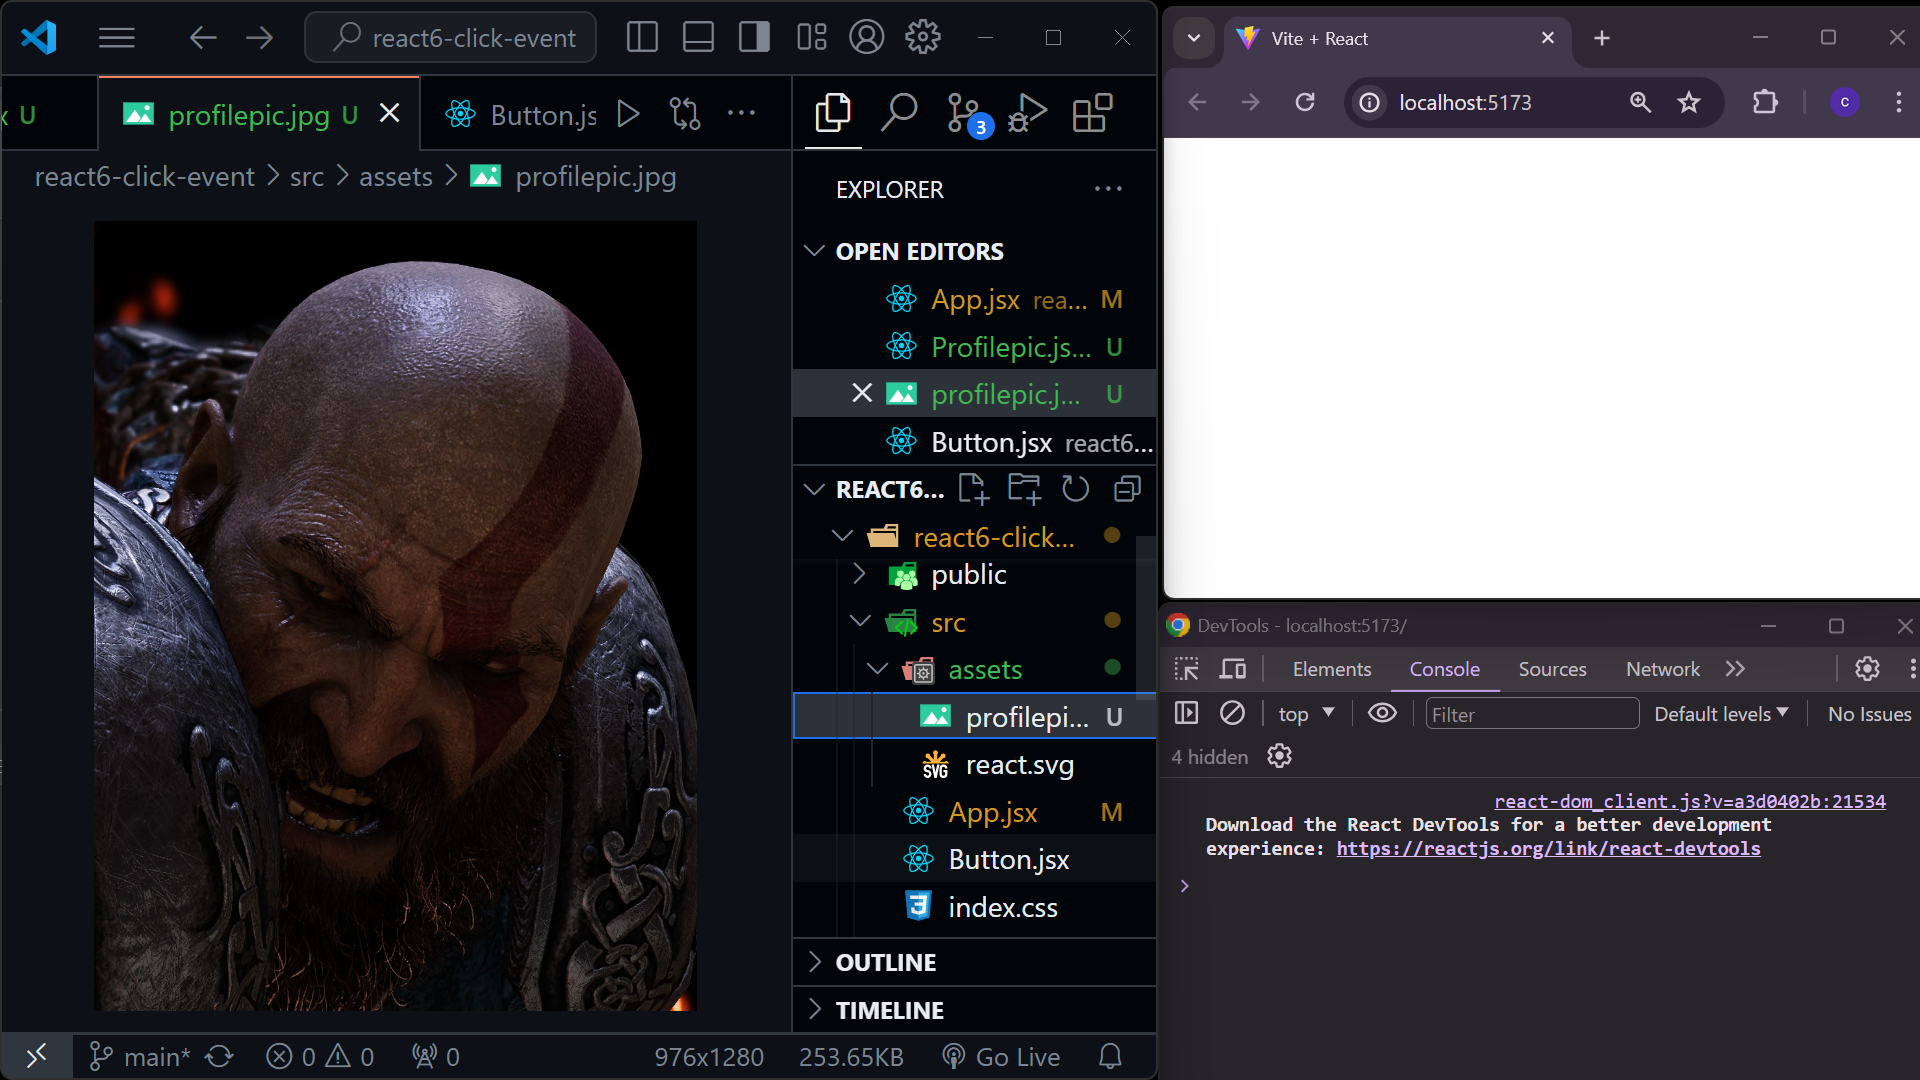 react6-click-event
x U
profilepic.jpg U
Button.js
react6-click-event > src > assets > profilepic.jpg
3
EXPLORER
OPEN EDITORS
App.jsx rea... M
Profilepic.js... U
profilepic.j... U
Button.jsx react6...
REACT6...
react6-click...
public
src
assets
profilepi... U
SVG react.svg
App.jsx M
Button.jsx
index.css
OUTLINE
TIMELINE
main* 0 0 0 976x1280 253.65KB Go Live
Vite + React
localhost:5173
c
DevTools - localhost:5173/
Elements Console Sources Network
top Filter Default levels No Issues
4 hidden
react-dom_client.js?v=a3d0402b:21534
Download the React DevTools for a better development
experience: https://reactjs.org/link/react-devtools